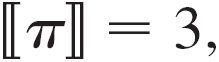 ⟦π⟧ = 3,